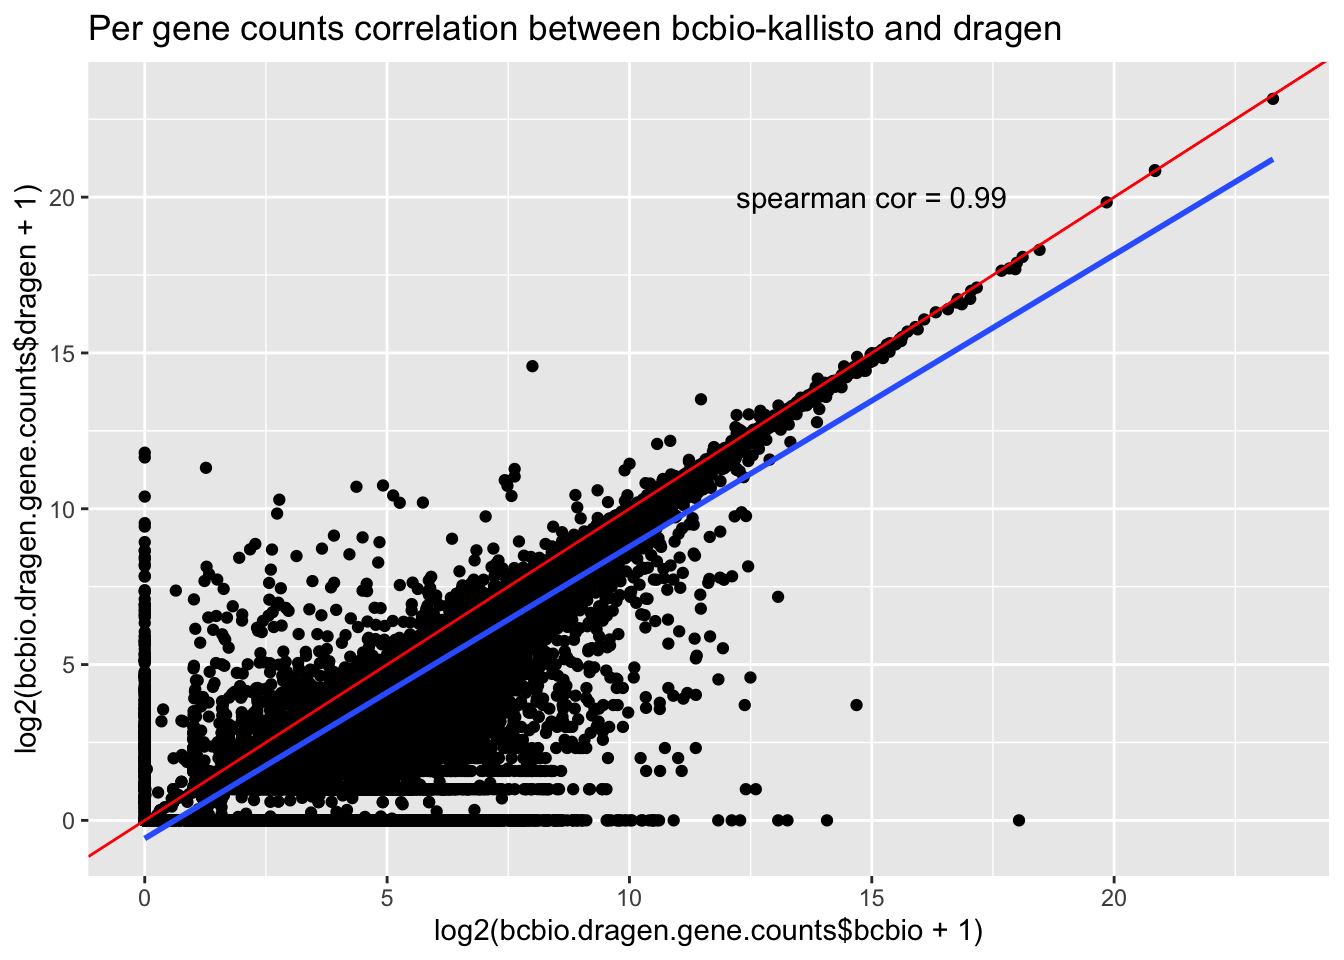 Per gene counts correlation between bcbio-kallisto and dragen
log2(bcbio.dragen.gene.counts$dragen + 1)
20
15
10
5
0
spearman cor = 0.99
0 5 10 15 20
log2(bcbio.dragen.gene.counts$bcbio + 1)